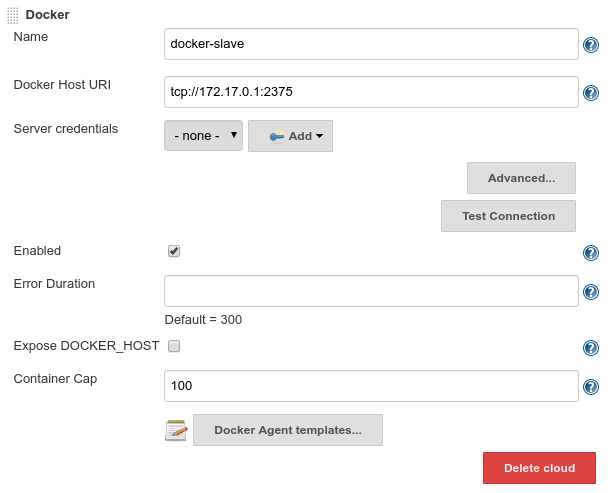 Docker
Name
docker-slave
Docker Host URI
tcp://172.17.0.1:2375
Server credentials
- none -
Add
Advanced...
Test Connection
Enabled
Error Duration
Default = 300
Expose DOCKER_HOST
Container Cap
100
Docker Agent templates...
Delete cloud